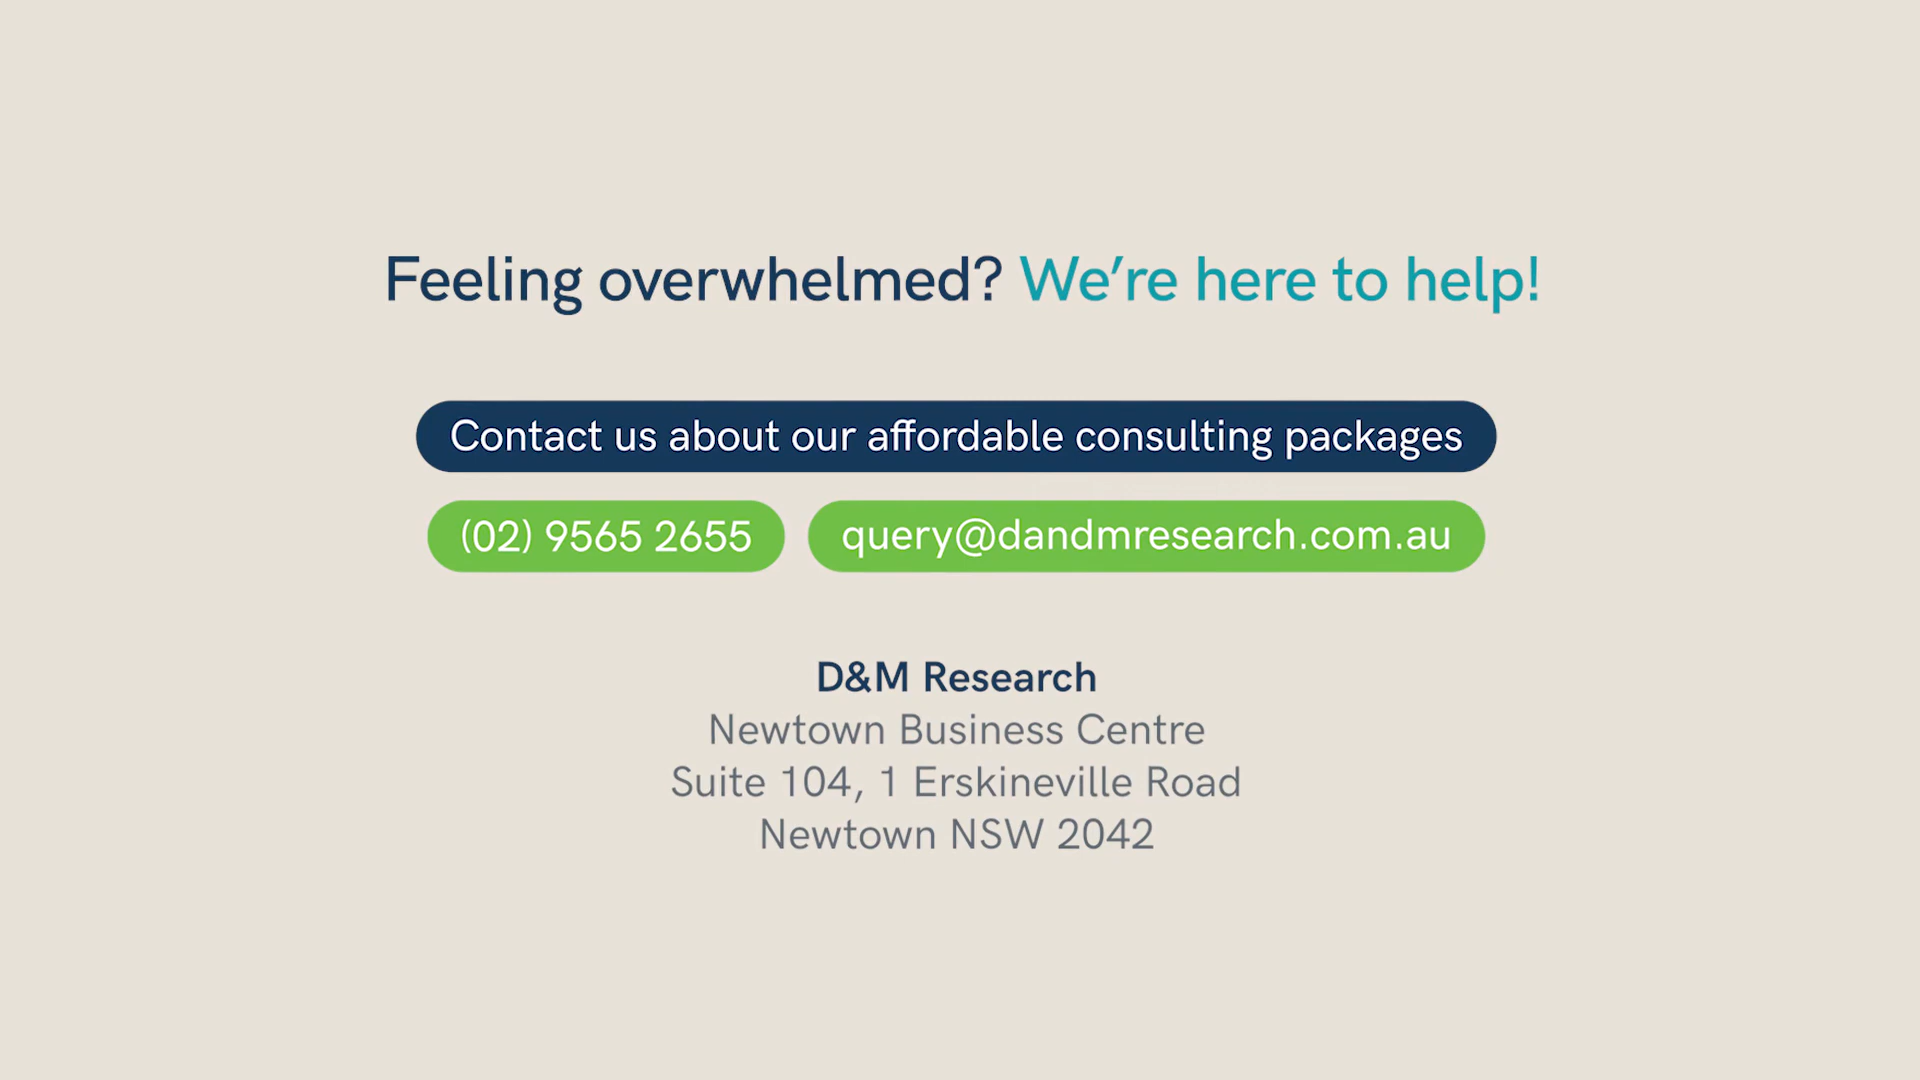 Feeling overwhelmed? We’re here to help!
Contact us about our affordable consulting packages
(02) 9565 2655
query@dandmresearch.com.au
D&M Research
Newtown Business Centre
Suite 104, 1 Erskineville Road
Newtown NSW 2042